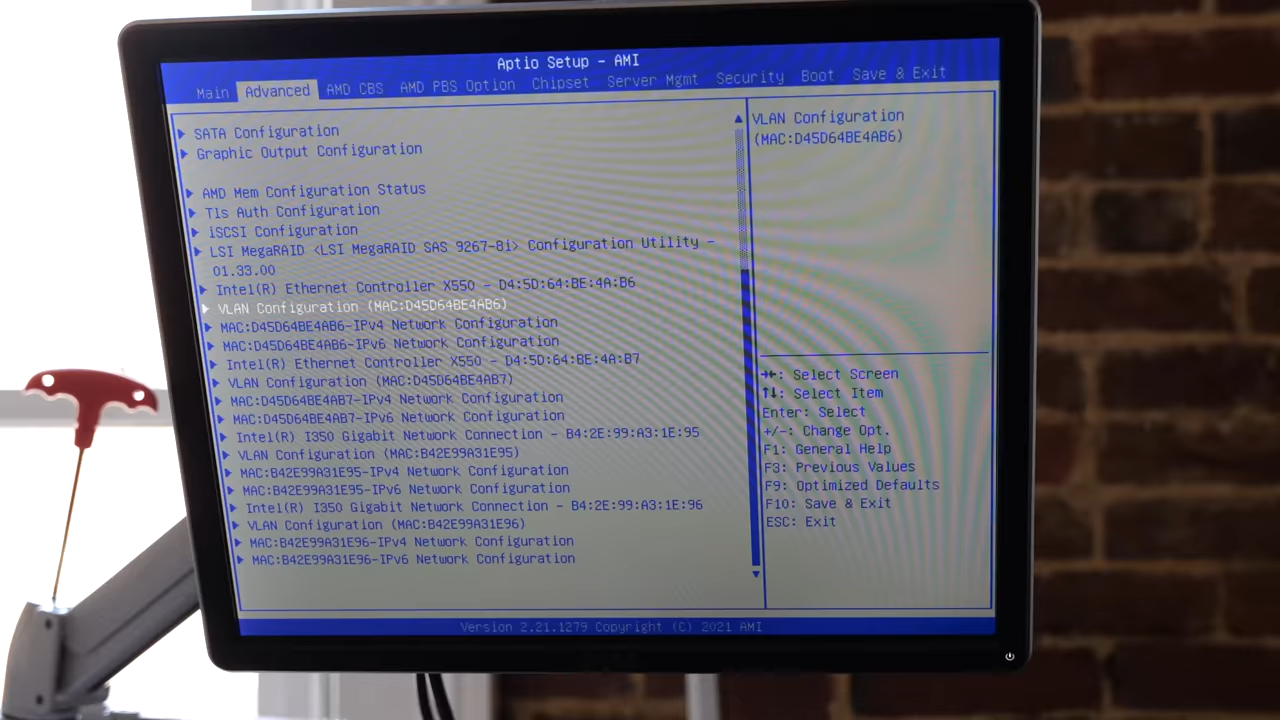 Aptio Setup - AMI
Main Advanced AMD CBS AMD PBS Option Chipset Server Mgmt Security Boot Save & Exit
SATA Configuration
Graphic Output Configuration
AMD Mem Configuration Status
Tls Auth Configuration
iSCSI Configuration
LSI MegaRAID <LSI MegaRAID SAS 9267-8i> Configuration Utility -
01.33.00
Intel(R) Ethernet Controller X550 - D4:5D:64:BE:4A:B6
VLAN Configuration (MAC:D45D64BE4AB6)
MAC:D45D64BE4AB6-IPv4 Network Configuration
MAC:D45D64BE4AB6-IPv6 Network Configuration
Intel(R) Ethernet Controller X550 - D4:5D:64:BE:4A:B7
VLAN Configuration (MAC:D45D64BE4AB7)
MAC:D45D64BE4AB7-IPv4 Network Configuration
MAC:D45D64BE4AB7-IPv6 Network Configuration
Intel(R) I350 Gigabit Network Connection - B4:2E:99:A3:1E:95
VLAN Configuration (MAC:B42E99A31E95)
MAC:B42E99A31E95-IPv4 Network Configuration
MAC:B42E99A31E95-IPv6 Network Configuration
Intel(R) I350 Gigabit Network Connection - B4:2E:99:A3:1E:96
VLAN Configuration (MAC:B42E99A31E96)
MAC:B42E99A31E96-IPv4 Network Configuration
MAC:B42E99A31E96-IPv6 Network Configuration
VLAN Configuration
(MAC:D45D64BE4AB6)
→←: Select Screen
↑↓: Select Item
Enter: Select
+/-: Change Opt.
F1: General Help
F3: Previous Values
F9: Optimized Defaults
F10: Save & Exit
ESC: Exit
Version 2.21.1279 Copyright (C) 2021 AMI